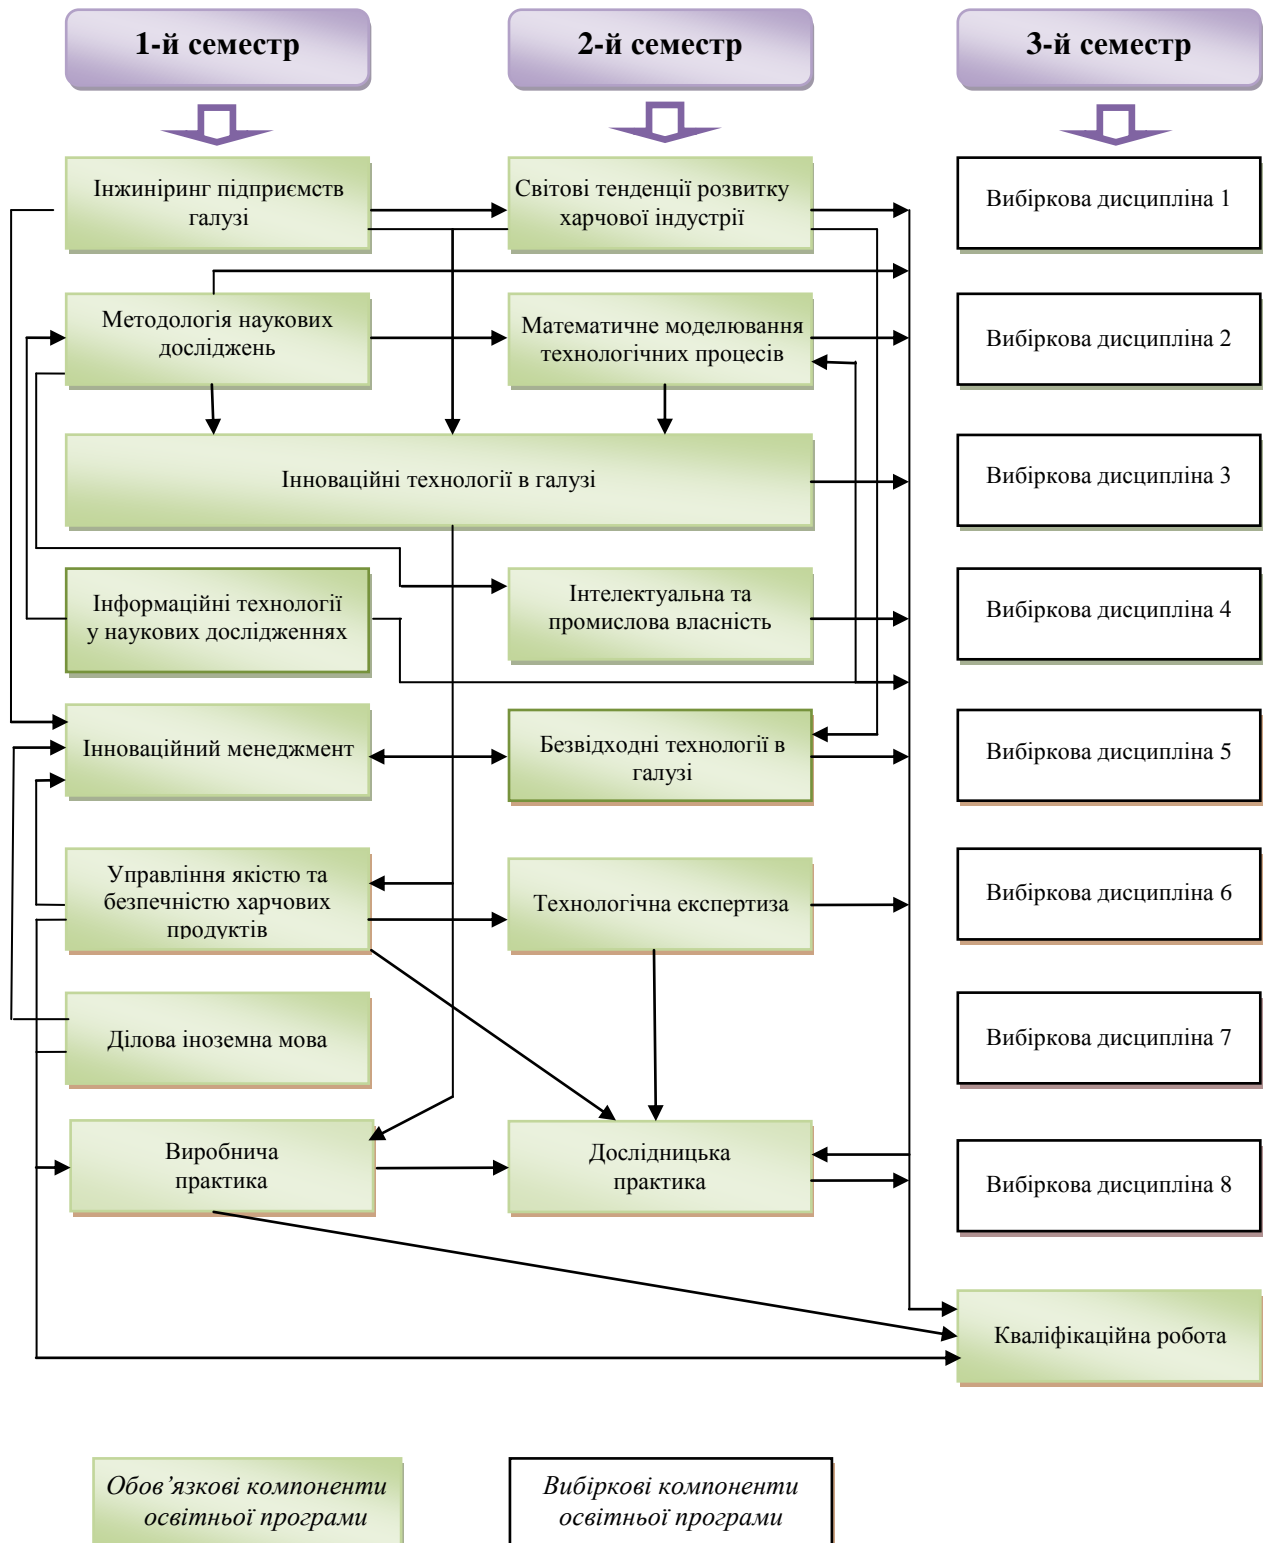 1-й семестр
2-й семестр
3-й семестр
Інжиніринг підприємств
галузі
Світові тенденції розвитку
харчової індустрії
Вибіркова дисципліна 1
Методологія наукових
досліджень
Математичне моделювання
технологічних процесів
Вибіркова дисципліна 2
Інноваційні технології в галузі
Вибіркова дисципліна 3
Інформаційні технології
у наукових дослідженнях
Інтелектуальна та
промислова власність
Вибіркова дисципліна 4
Інноваційний менеджмент
Безвідходні технології в
галузі
Вибіркова дисципліна 5
Управління якістю та
безпечністю харчових
продуктів
Технологічна експертиза
Вибіркова дисципліна 6
Ділова іноземна мова
Вибіркова дисципліна 7
Виробнича
практика
Дослідницька
практика
Вибіркова дисципліна 8
Кваліфікаційна робота
Обов’язкові компоненти
освітньої програми
Вибіркові компоненти
освітньої програми